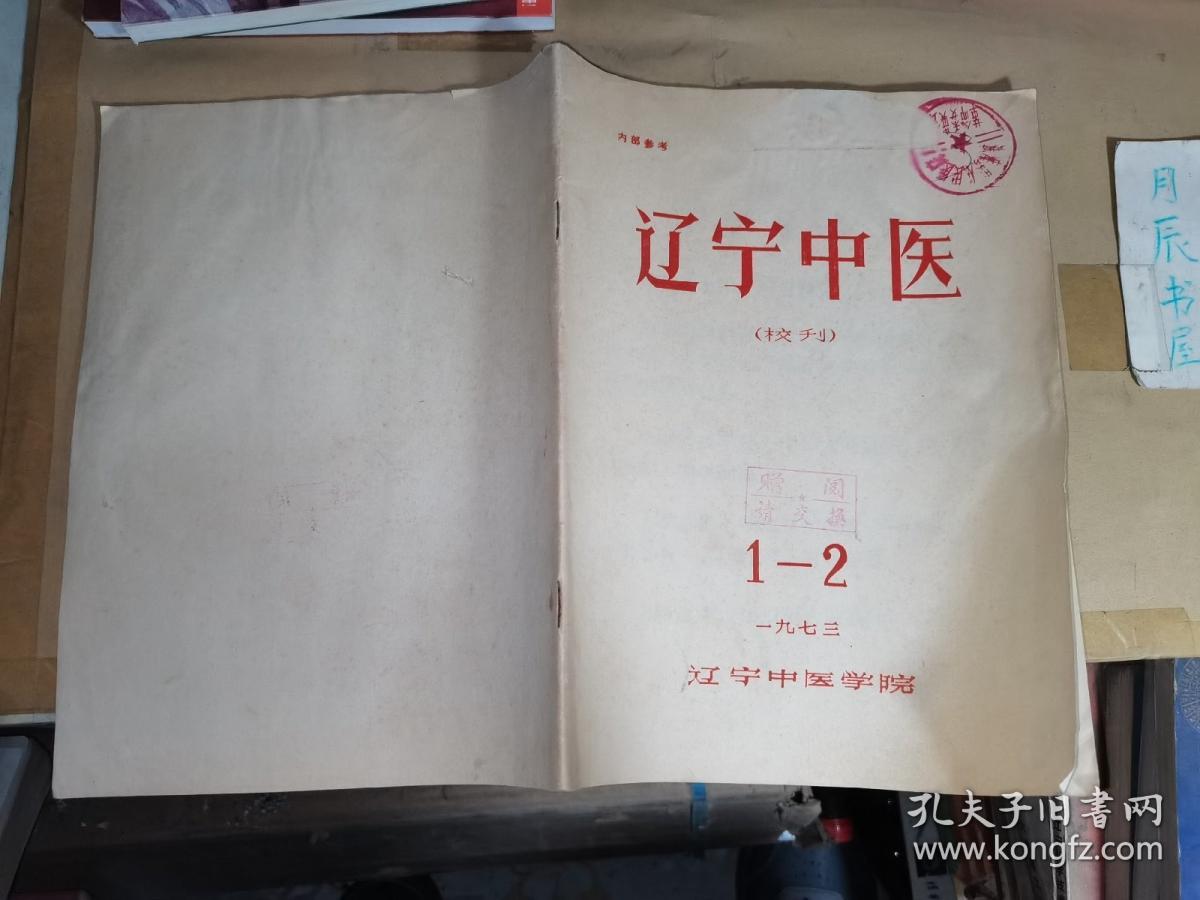 内部参考
辽宁中医
（校刊）
赠阅
请交换
1－2
一九七三
辽宁中医学院
月辰书屋
孔夫子旧书网
www.kongfz.com